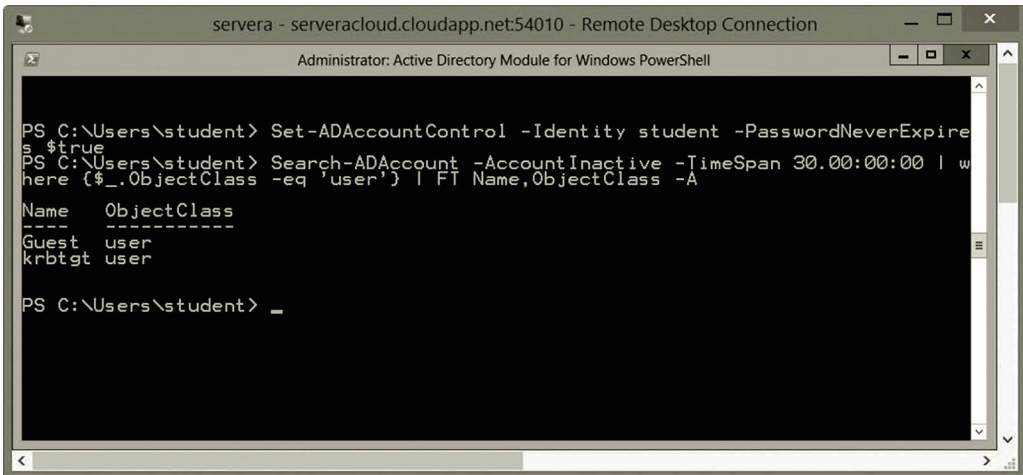 servera - serveracloud.cloudapp.net:54010 - Remote Desktop Connection
Administrator: Active Directory Module for Windows PowerShell
PS C:\Users\student> Set-ADAccountControl -Identity student -PasswordNeverExpire
s $true
PS C:\Users\student> Search-ADAccount -AccountInactive -TimeSpan 30.00:00:00 | w
here {$_.ObjectClass -eq 'user'} | FT Name,ObjectClass -A
Name ObjectClass
---- -----------
Guest user
krbtgt user
PS C:\Users\student> _